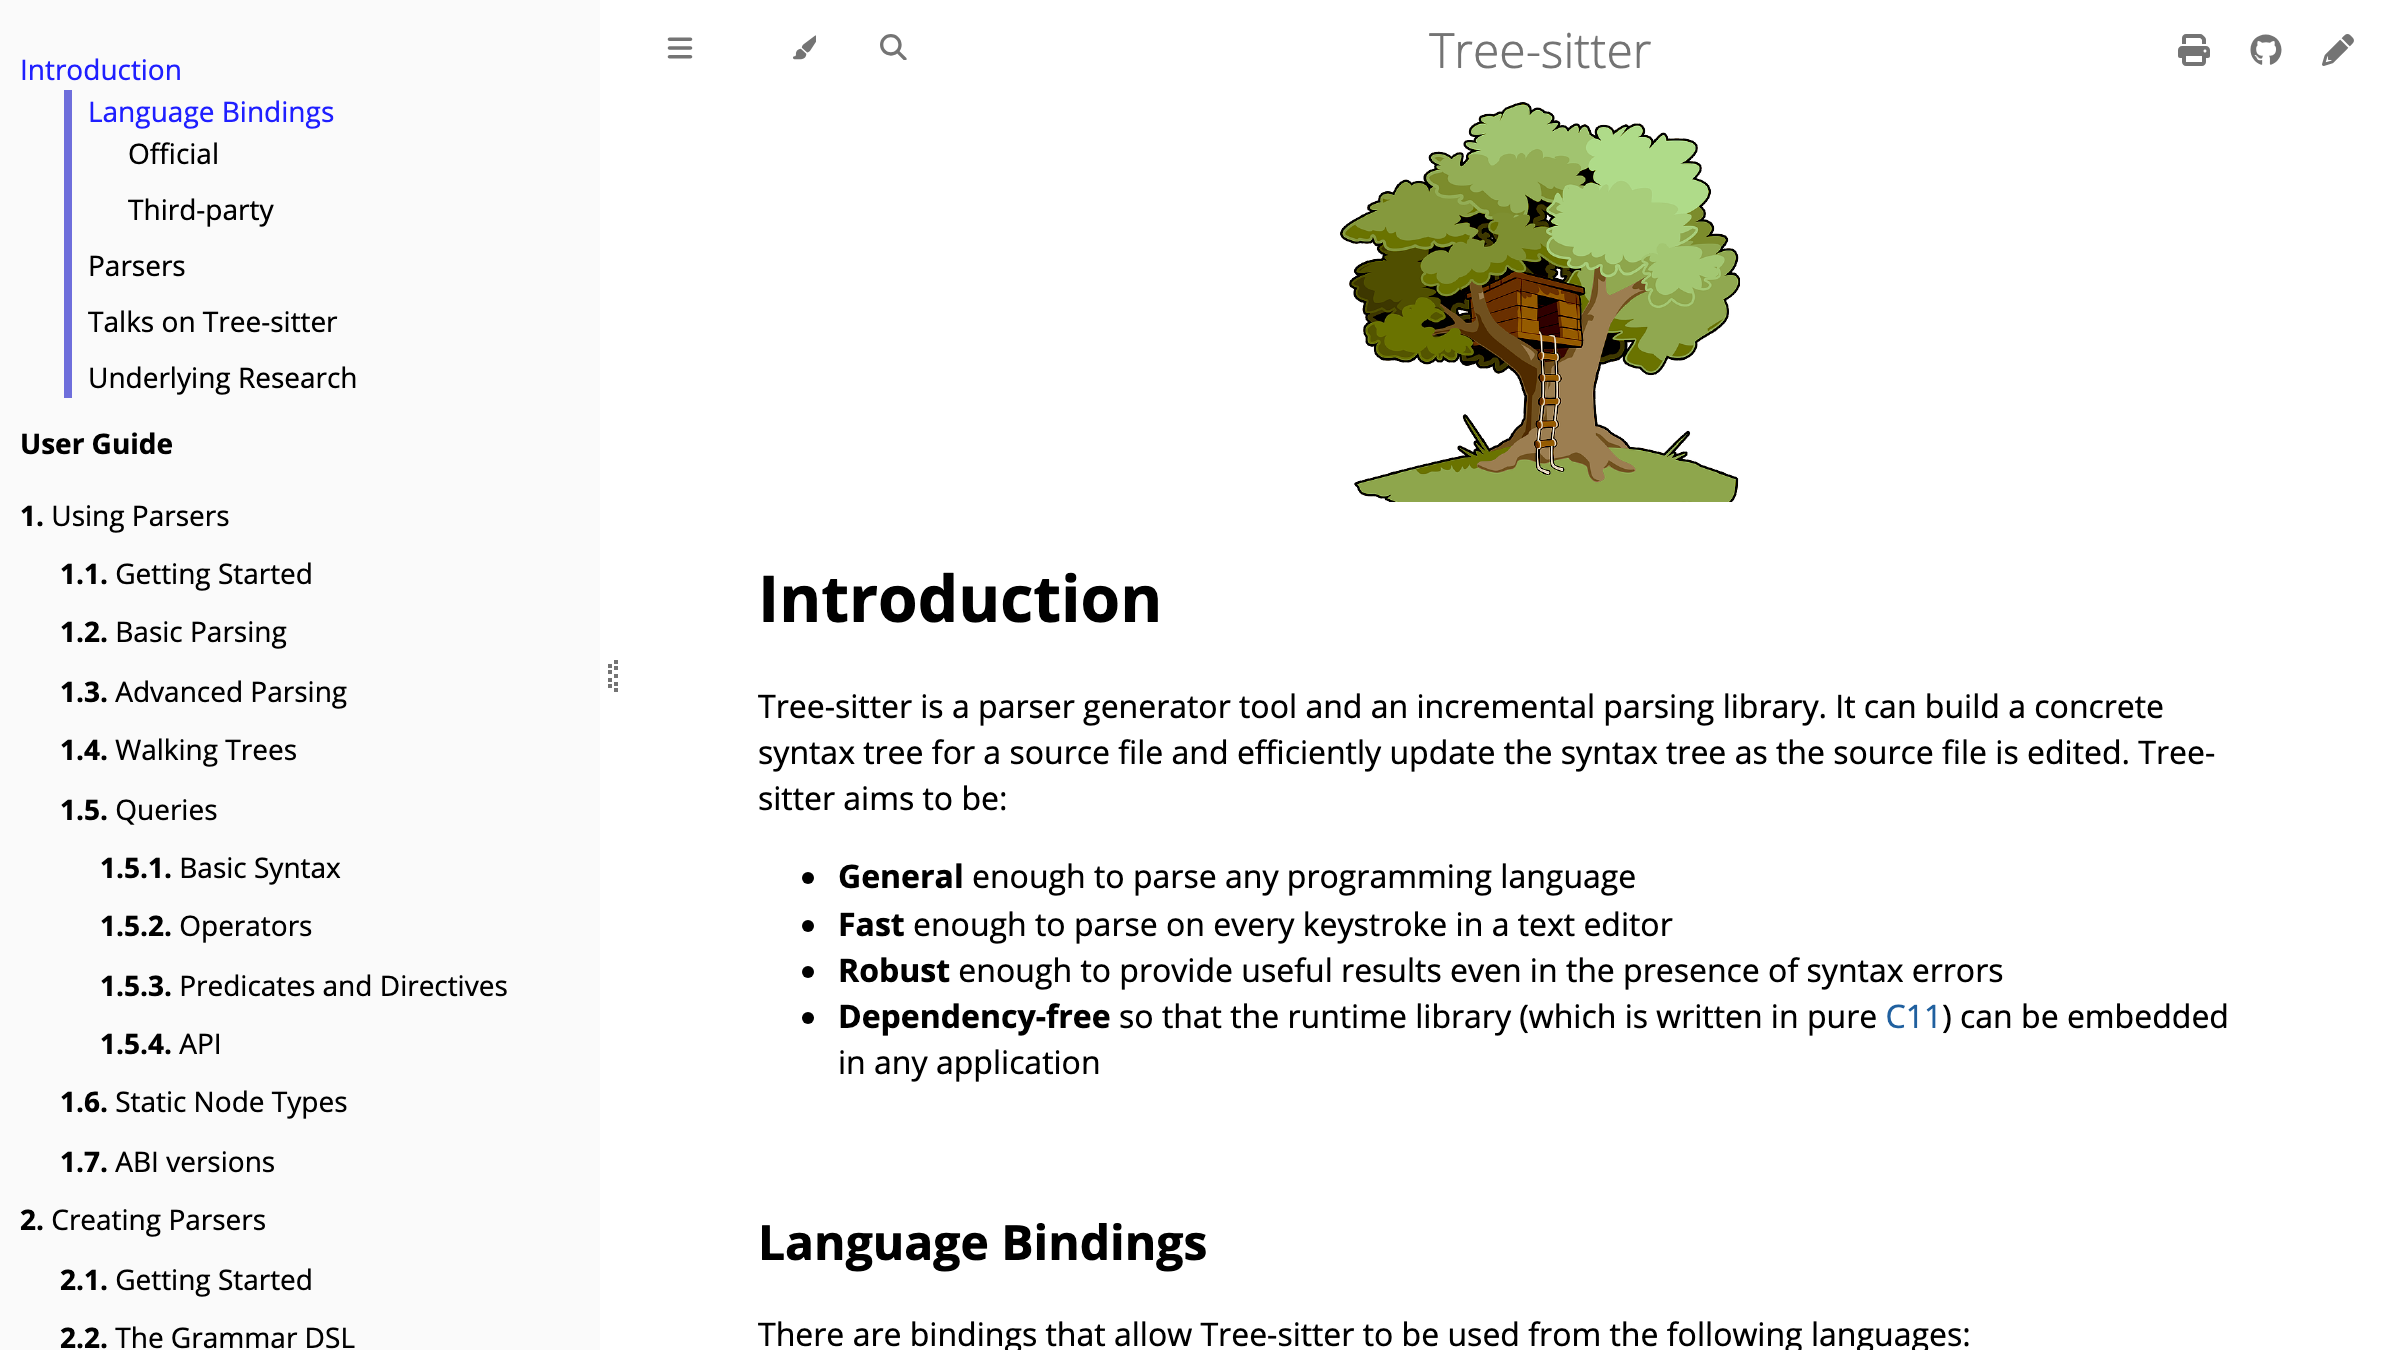 Introduction
Language Bindings
Official
Third-party
Parsers
Talks on Tree-sitter
Underlying Research
User Guide
1. Using Parsers
1.1. Getting Started
1.2. Basic Parsing
1.3. Advanced Parsing
1.4. Walking Trees
1.5. Queries
1.5.1. Basic Syntax
1.5.2. Operators
1.5.3. Predicates and Directives
1.5.4. API
1.6. Static Node Types
1.7. ABI versions
2. Creating Parsers
2.1. Getting Started
2.2. The Grammar DSL
Tree-sitter
Introduction
Tree-sitter is a parser generator tool and an incremental parsing library. It can build a concrete
syntax tree for a source file and efficiently update the syntax tree as the source file is edited. Tree-
sitter aims to be:
• General enough to parse any programming language
• Fast enough to parse on every keystroke in a text editor
• Robust enough to provide useful results even in the presence of syntax errors
• Dependency-free so that the runtime library (which is written in pure C11) can be embedded
in any application
Language Bindings
There are bindings that allow Tree-sitter to be used from the following languages: